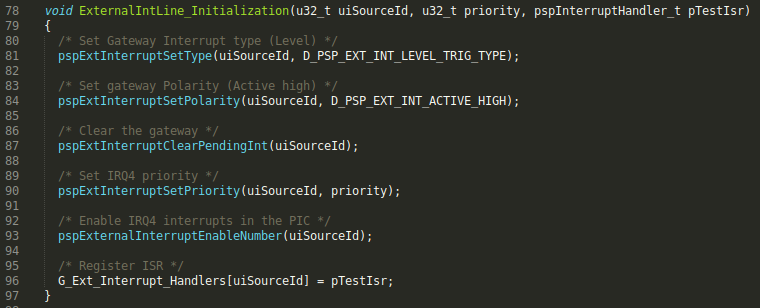 78 void ExternalIntLine_Initialization(u32_t uiSourceId, u32_t priority, pspInterruptHandler_t pTestIsr)
79 {
80 /* Set Gateway Interrupt type (Level) */
81 pspExtInterruptSetType(uiSourceId, D_PSP_EXT_INT_LEVEL_TRIG_TYPE);
82
83 /* Set gateway Polarity (Active high) */
84 pspExtInterruptSetPolarity(uiSourceId, D_PSP_EXT_INT_ACTIVE_HIGH);
85
86 /* Clear the gateway */
87 pspExtInterruptClearPendingInt(uiSourceId);
88
89 /* Set IRQ4 priority */
90 pspExtInterruptSetPriority(uiSourceId, priority);
91
92 /* Enable IRQ4 interrupts in the PIC */
93 pspExternalInterruptEnableNumber(uiSourceId);
94
95 /* Register ISR */
96 G_Ext_Interrupt_Handlers[uiSourceId] = pTestIsr;
97 }